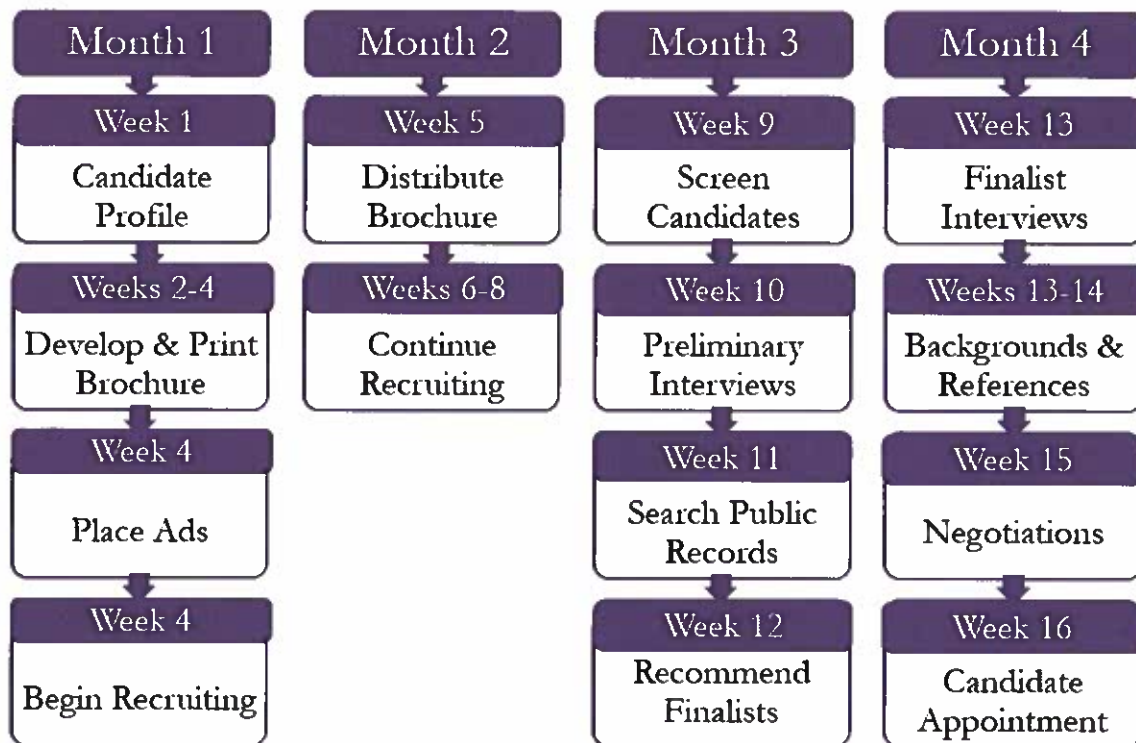 Month 1
Week 1
Candidate
Profile
Weeks 2-4
Develop & Print
Brochure
Week 4
Place Ads
Week 4
Begin Recruiting
Month 2
Week 5
Distribute
Brochure
Weeks 6-8
Continue
Recruiting
Month 3
Week 9
Screen
Candidates
Week 10
Preliminary
Interviews
Week 11
Search Public
Records
Week 12
Recommend
Finalists
Month 4
Week 13
Finalist
Interviews
Weeks 13-14
Backgrounds &
References
Week 15
Negotiations
Week 16
Candidate
Appointment